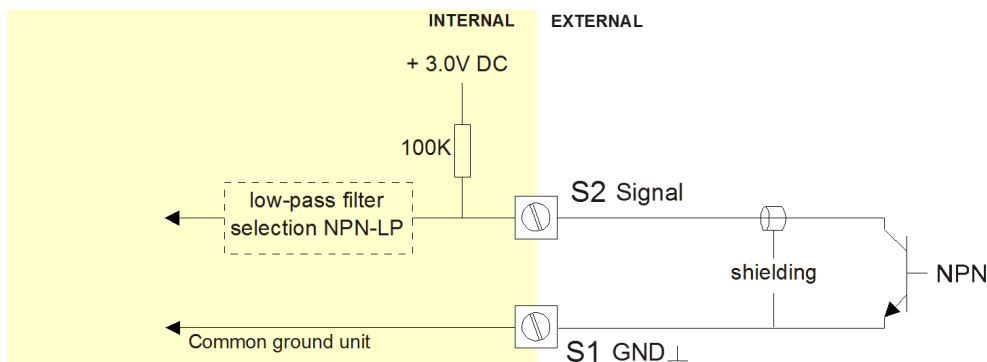 INTERNAL EXTERNAL
+ 3.0V DC
100K
low-pass filter
selection NPN-LP
S2 Signal
shielding
NPN
Common ground unit
S1 GND